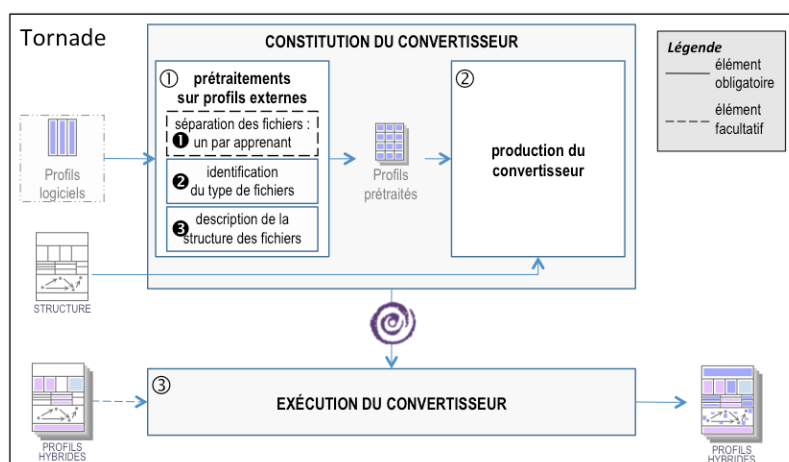 Tornade
CONSTITUTION DU CONVERTISSEUR
Légende
élément
obligatoire
élément
facultatif
①
prétraitements
sur profils externes
séparation des fichiers :
❶ un par apprenant
❷ identification
du type de fichiers
❸ description de la
structure des fichiers
Profils
logiciels
Profils
prétraités
②
production du
convertisseur
STRUCTURE
③
EXÉCUTION DU CONVERTISSEUR
PROFILS
HYBRIDES
PROFILS
HYBRIDES